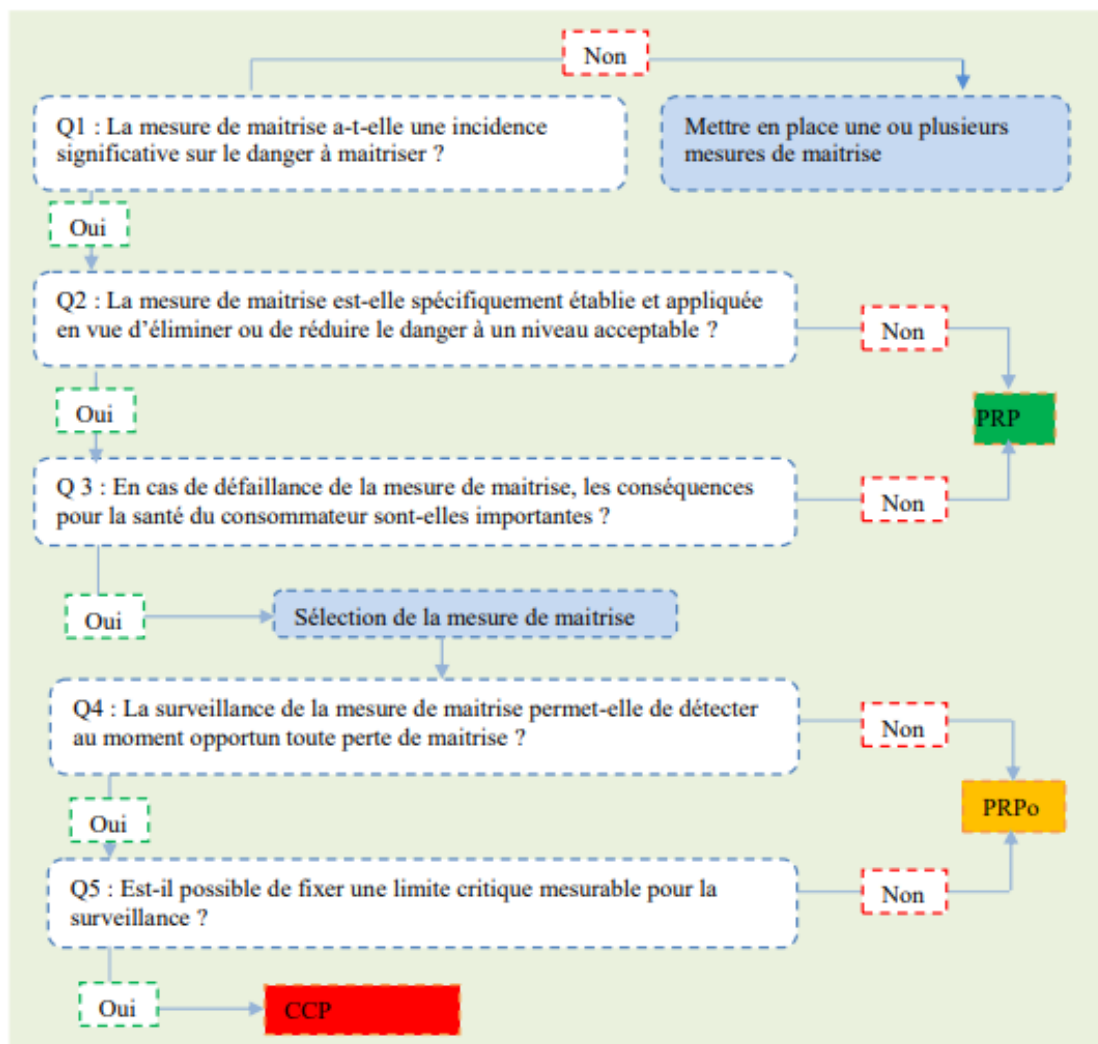 Non
Q1 : La mesure de maitrise a-t-elle une incidence
significative sur le danger à maitriser ?
Mettre en place une ou plusieurs
mesures de maitrise
Oui
Q2 : La mesure de maitrise est-elle spécifiquement établie et appliquée
en vue d’éliminer ou de réduire le danger à un niveau acceptable ?
Non
Oui
PRP
Q 3 : En cas de défaillance de la mesure de maitrise, les conséquences
pour la santé du consommateur sont-elles importantes ?
Non
Oui
Sélection de la mesure de maitrise
Q4 : La surveillance de la mesure de maitrise permet-elle de détecter
au moment opportun toute perte de maitrise ?
Non
Oui
PRPo
Q5 : Est-il possible de fixer une limite critique mesurable pour la
surveillance ?
Non
Oui
CCP